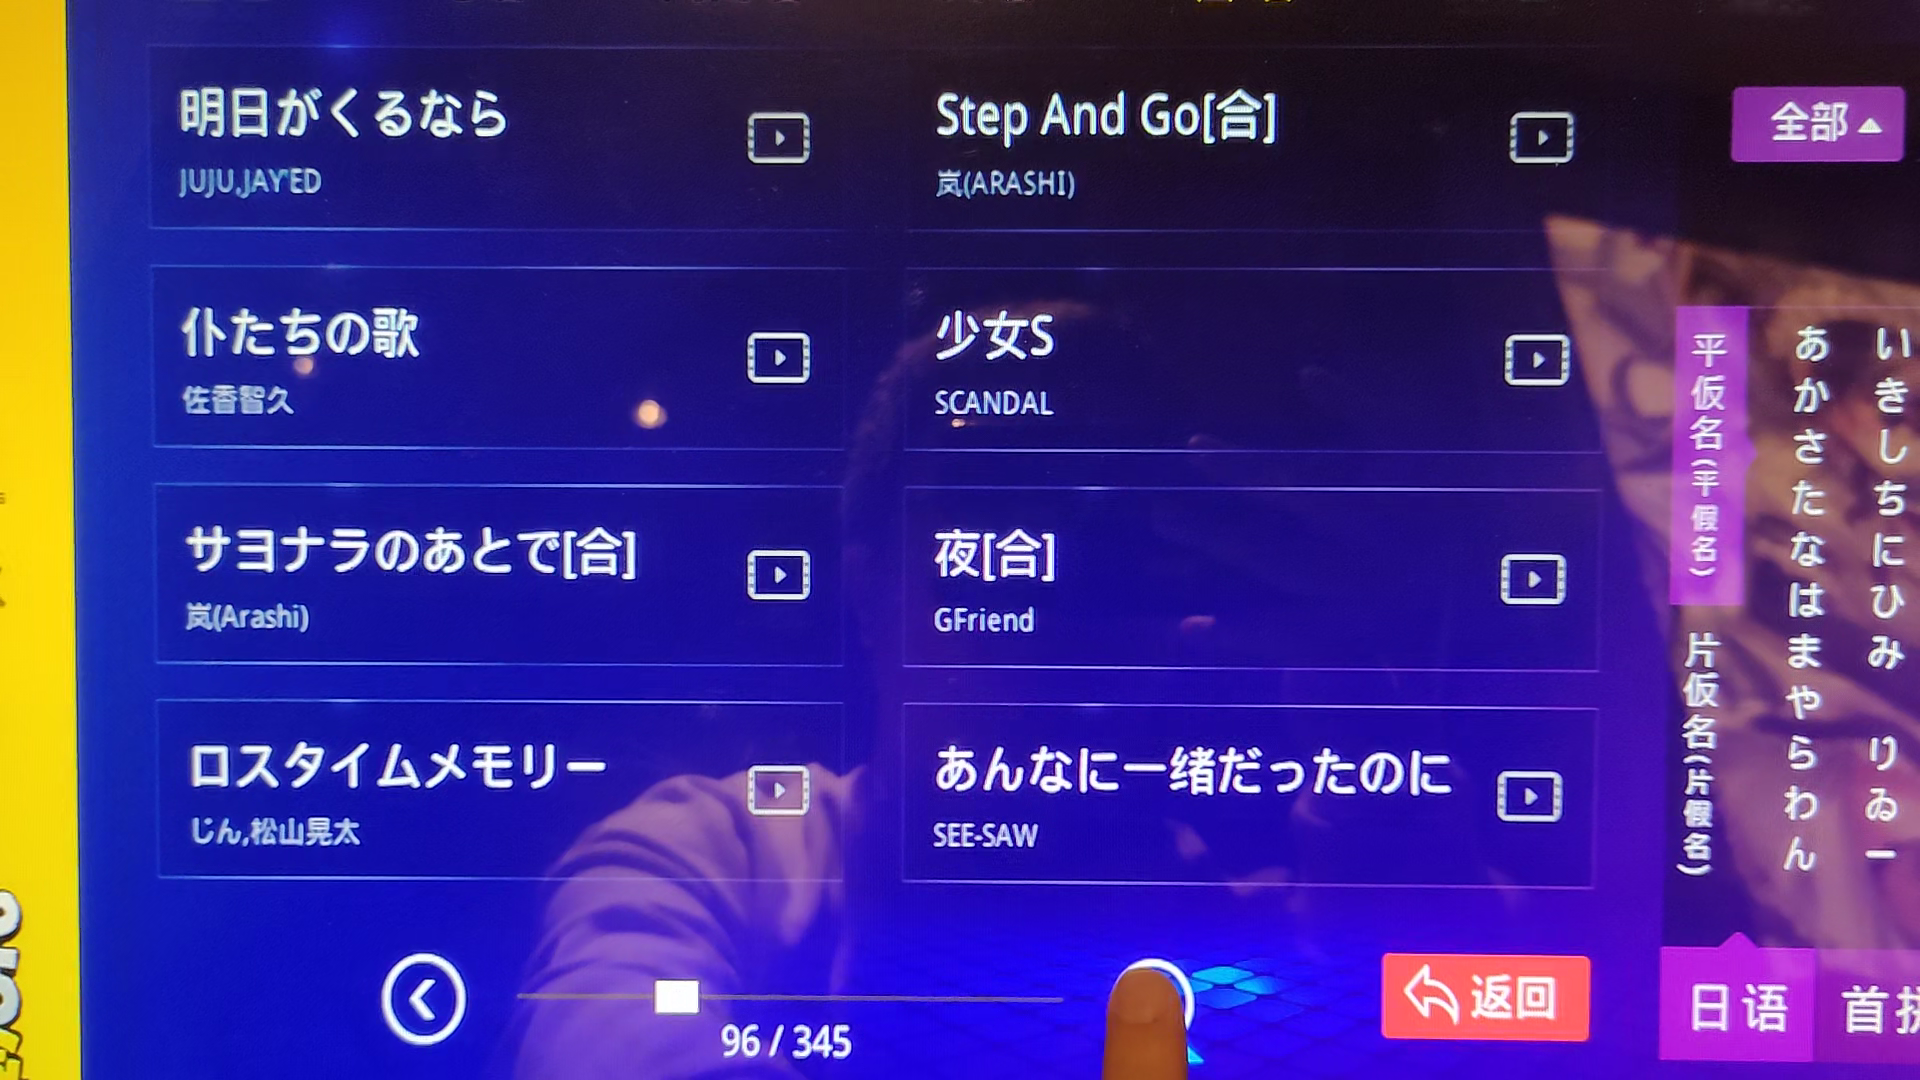 明日がくるなら
JUJU,JAY'ED
Step And Go[合]
岚(ARASHI)
仆たちの歌
佐香智久
少女S
SCANDAL
サヨナラのあとで[合]
岚(Arashi)
夜[合]
GFriend
ロスタイムメモリー
じん,松山晃太
あんなに一绪だったのに
SEE-SAW
96 / 345
返回
全部
平仮名(平假名)
片仮名(片假名)
あかさたなはまやらわん
いきしちにひみ りゐー
日语
首